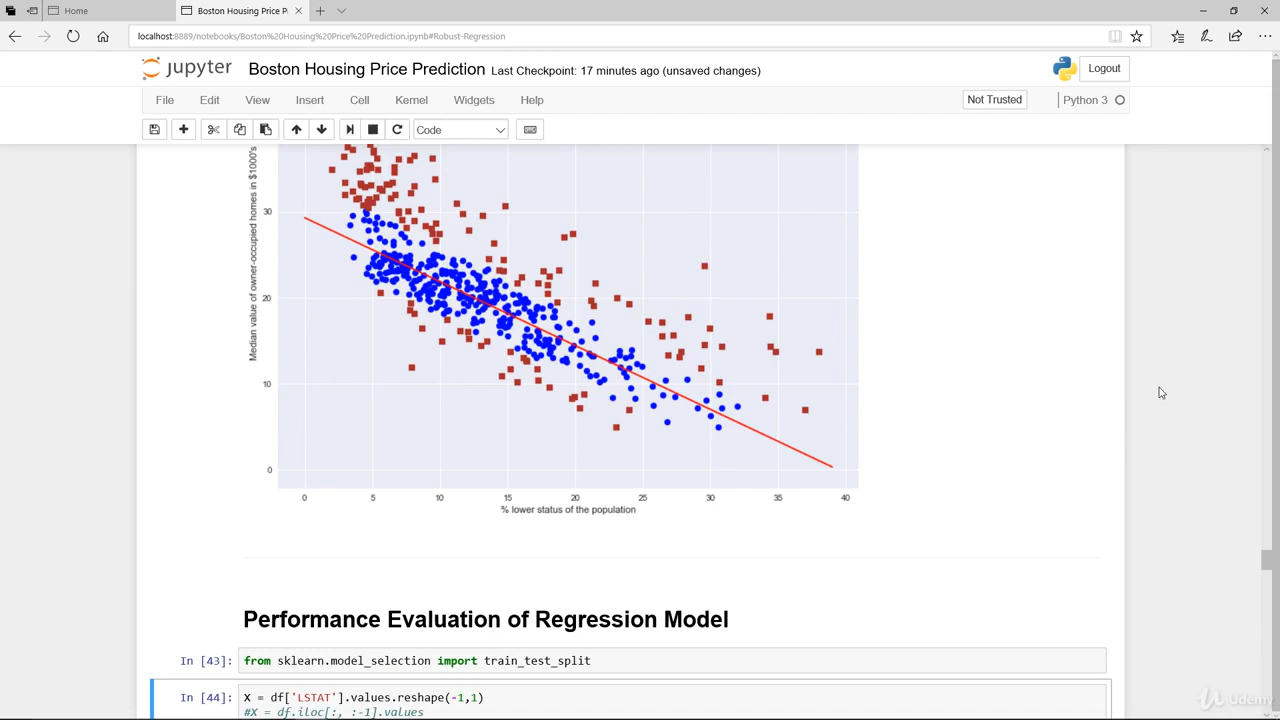 Home
Boston Housing Price P
localhost:8889/notebooks/Boston%20Housing%20Price%20Prediction.ipynb#Robust-Regression
jupyter Boston Housing Price Prediction Last Checkpoint: 17 minutes ago (unsaved changes)
Logout
File Edit View Insert Cell Kernel Widgets Help
Not Trusted
Python 3
Code
Median value of owner-occupied homes in $1000's
30
20
10
0
0 5 10 15 20 25 30 35 40
% lower status of the population
Performance Evaluation of Regression Model
In [43]: from sklearn.model_selection import train_test_split
In [44]: X = df['LSTAT'].values.reshape(-1,1)
#X = df.iloc[:, :-1].values
Udemy